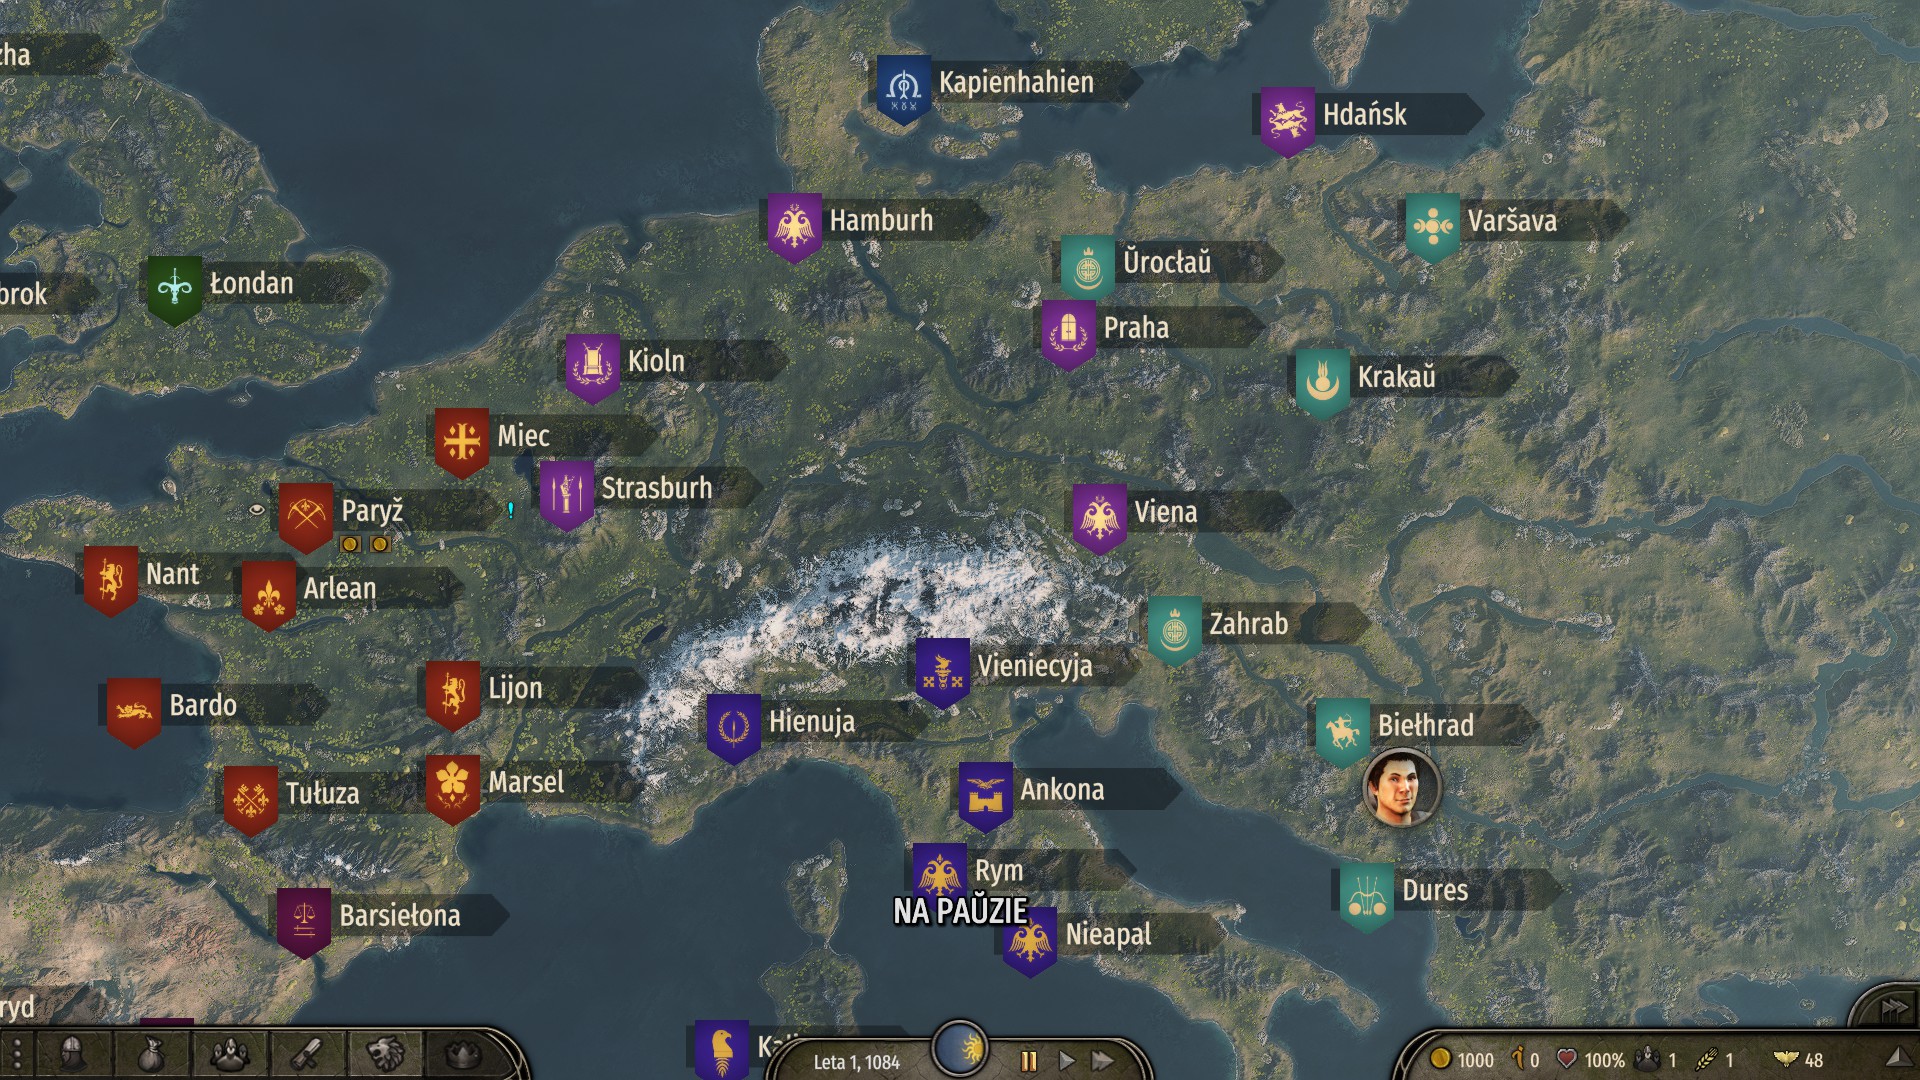 Kapienhahien
Hdańsk
Hamburh
Varšava
Ŭrocłaŭ
Łondan
Praha
Kioln
Krakaŭ
Miec
Strasburh
Paryž
!
Viena
Nant
Arlean
Zahrab
Vieniecyja
Lijon
Bardo
Hienuja
Biełhrad
Marsel
Tułuza
Ankona
Rym
Dures
NA PAŬZIE
Barsiełona
Nieapal
Leta 1, 1084
1000
0
100%
1
1
48